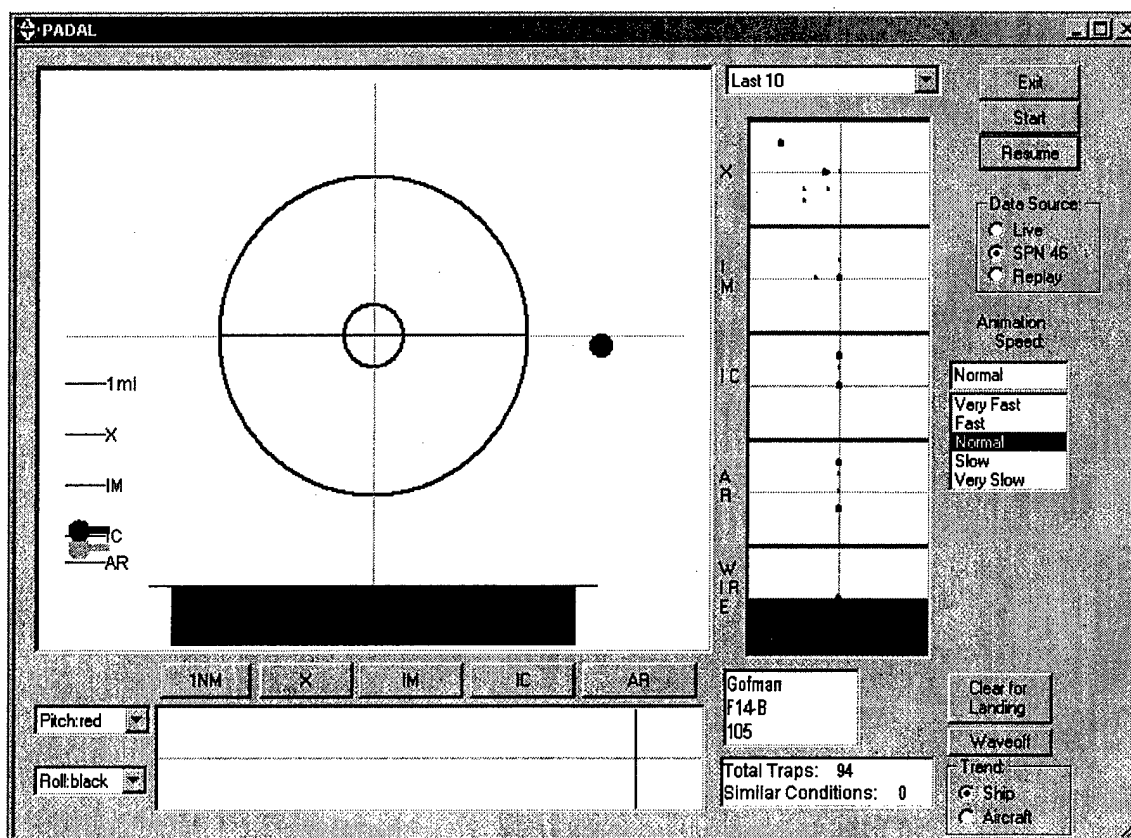 PADAL
Last 10
Exit
Start
Resume
X
Data Source:
Live
SPN 46
Replay
IM
Animation
Speed:
1mi
IC
Normal
Very Fast
Fast
Normal
Slow
Very Slow
X
IM
AR
IC
AR
WIRE
1NM
X
IM
IC
AR
Gofman
F14-B
105
Clear for
Landing
Waveoff
Pitch:red
Roll:black
Total Traps: 94
Similar Conditions: 0
Trend:
Ship
Aircraft